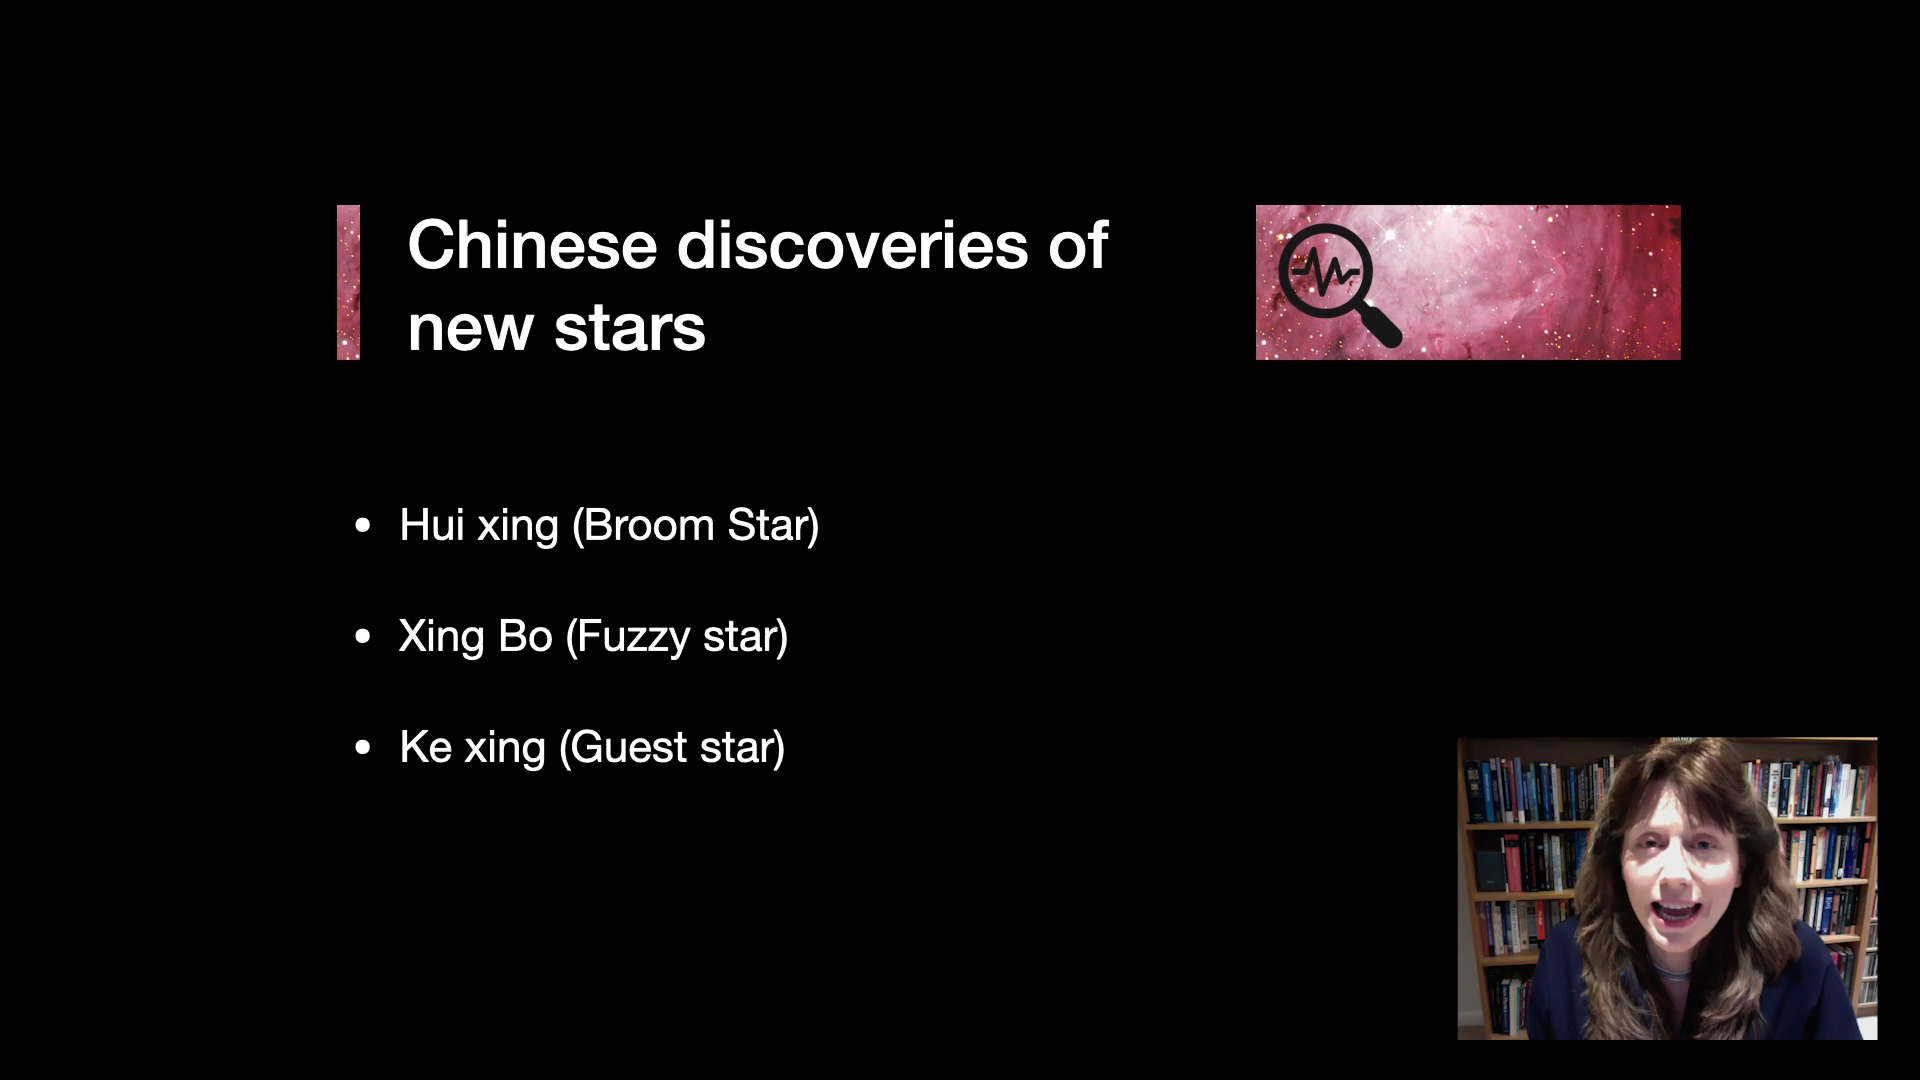 Chinese discoveries of
new stars
• Hui xing (Broom Star)
• Xing Bo (Fuzzy star)
• Ke xing (Guest star)